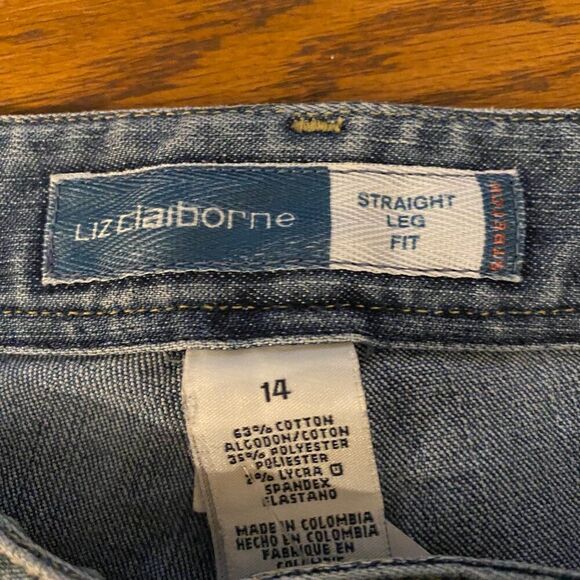 Liz claiborne
STRAIGHT
LEG
FIT
STRETCH
14
63% COTTON
ALGODON/COTON
35% POLYESTER
POLIESTER
2% LYCRA
SPANDEX
ELASTANO
MADE IN COLOMBIA
HECHO EN COLOMBIA
FABRIQUE EN